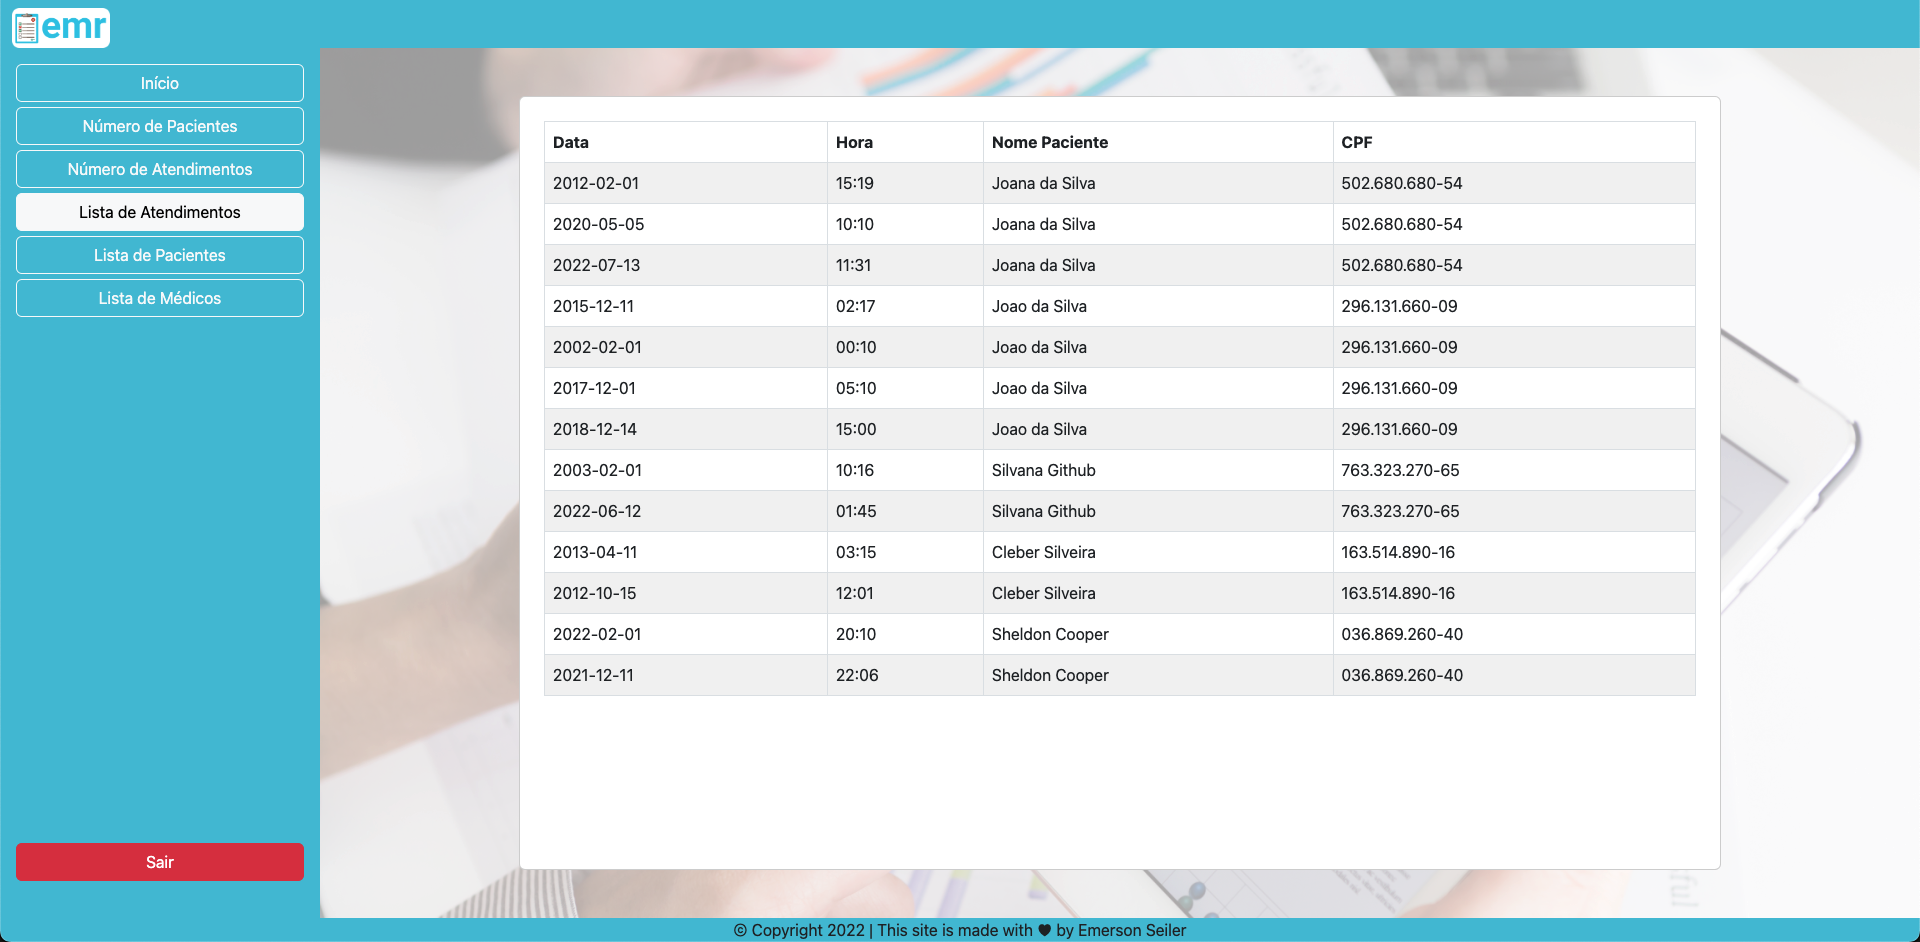 emr
Início
Número de Pacientes
Número de Atendimentos
Lista de Atendimentos
Lista de Pacientes
Lista de Médicos
Sair
Data Hora Nome Paciente CPF
2012-02-01 15:19 Joana da Silva 502.680.680-54
2020-05-05 10:10 Joana da Silva 502.680.680-54
2022-07-13 11:31 Joana da Silva 502.680.680-54
2015-12-11 02:17 Joao da Silva 296.131.660-09
2002-02-01 00:10 Joao da Silva 296.131.660-09
2017-12-01 05:10 Joao da Silva 296.131.660-09
2018-12-14 15:00 Joao da Silva 296.131.660-09
2003-02-01 10:16 Silvana Github 763.323.270-65
2022-06-12 01:45 Silvana Github 763.323.270-65
2013-04-11 03:15 Cleber Silveira 163.514.890-16
2012-10-15 12:01 Cleber Silveira 163.514.890-16
2022-02-01 20:10 Sheldon Cooper 036.869.260-40
2021-12-11 22:06 Sheldon Cooper 036.869.260-40
© Copyright 2022 | This site is made with ♥ by Emerson Seiler